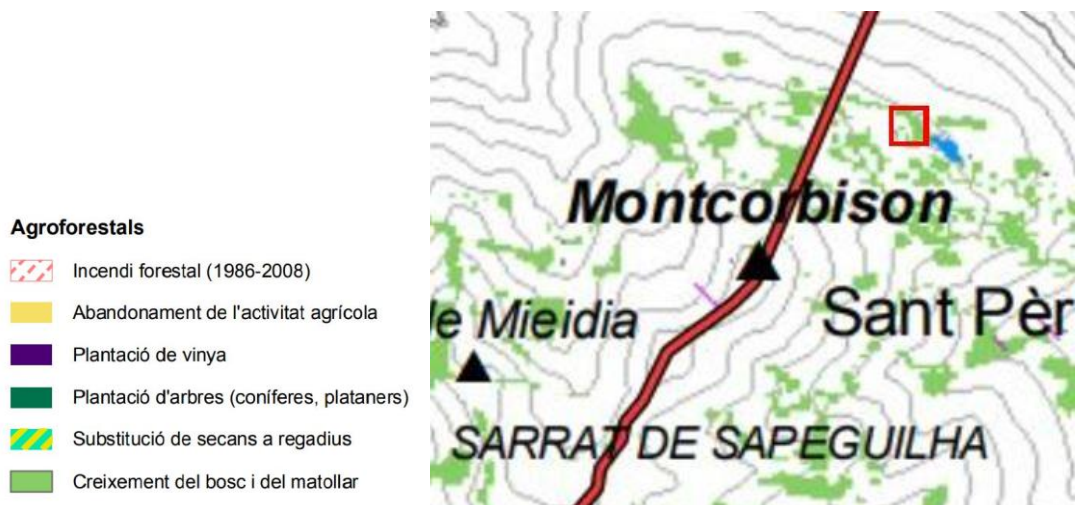 Agroforestals
Incendi forestal (1986-2008)
Abandonament de l'activitat agrícola
Plantació de vinya
Plantació d'arbres (coníferes, plataners)
Substitució de secans a regadius
Creixement del bosc i del matollar
Montcorbison
le Mieidia
Sant Pèr
SARRAT DE SAPEGUILHA